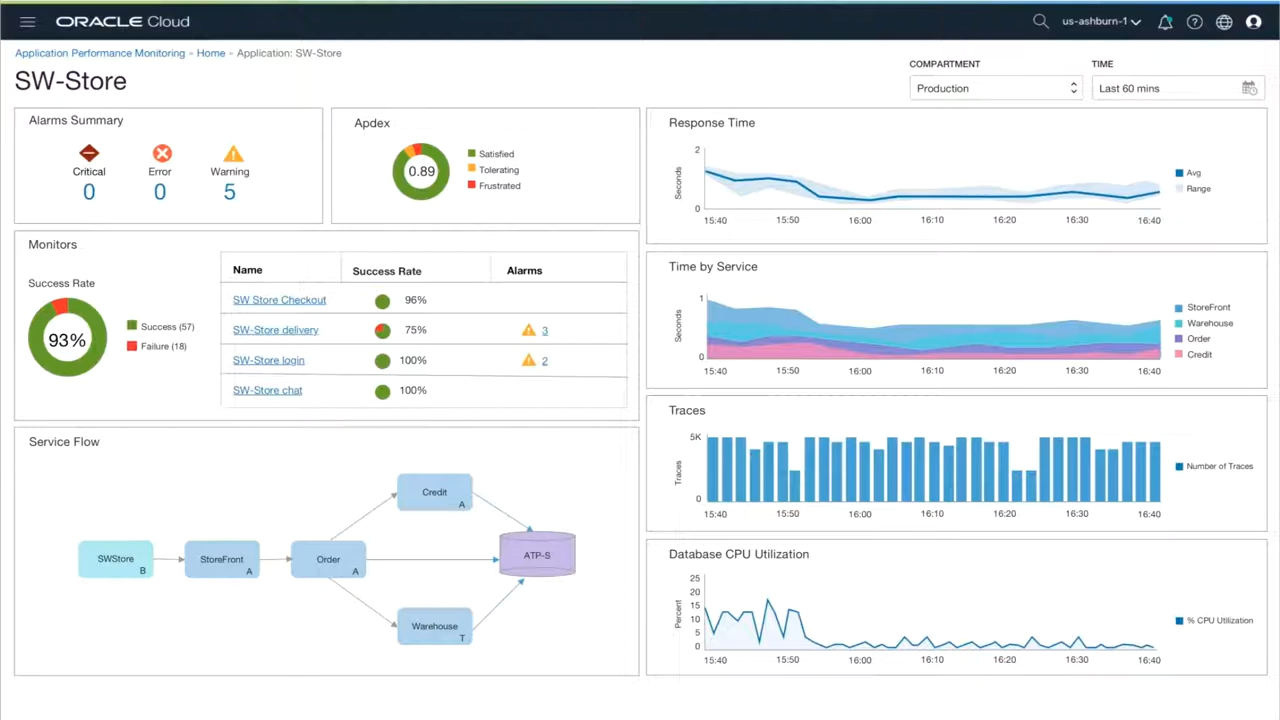 ORACLE Cloud
us-ashburn-1
Application Performance Monitoring » Home » Application: SW-Store
SW-Store
COMPARTMENT
Production
TIME
Last 60 mins
Alarms Summary
Critical
0
Error
0
Warning
5
Apdex
0.89
Satisfied
Tolerating
Frustrated
Monitors
Success Rate
93%
Success (57)
Failure (18)
Name Success Rate Alarms
SW Store Checkout 96%
SW-Store delivery 75% 3
SW-Store login 100% 2
SW-Store chat 100%
Service Flow
SWStore
B
StoreFront
A
Order
A
Credit
A
Warehouse
T
ATP-S
Response Time
Seconds
2
0
15:40 15:50 16:00 16:10 16:20 16:30 16:40
Avg
Range
Time by Service
Seconds
1
0
15:40 15:50 16:00 16:10 16:20 16:30 16:40
StoreFront
Warehouse
Order
Credit
Traces
Traces
5K
0
15:40 15:50 16:00 16:10 16:20 16:30 16:40
Number of Traces
Database CPU Utilization
Percent
25
20
15
10
5
0
15:40 15:50 16:00 16:10 16:20 16:30 16:40
% CPU Utilization